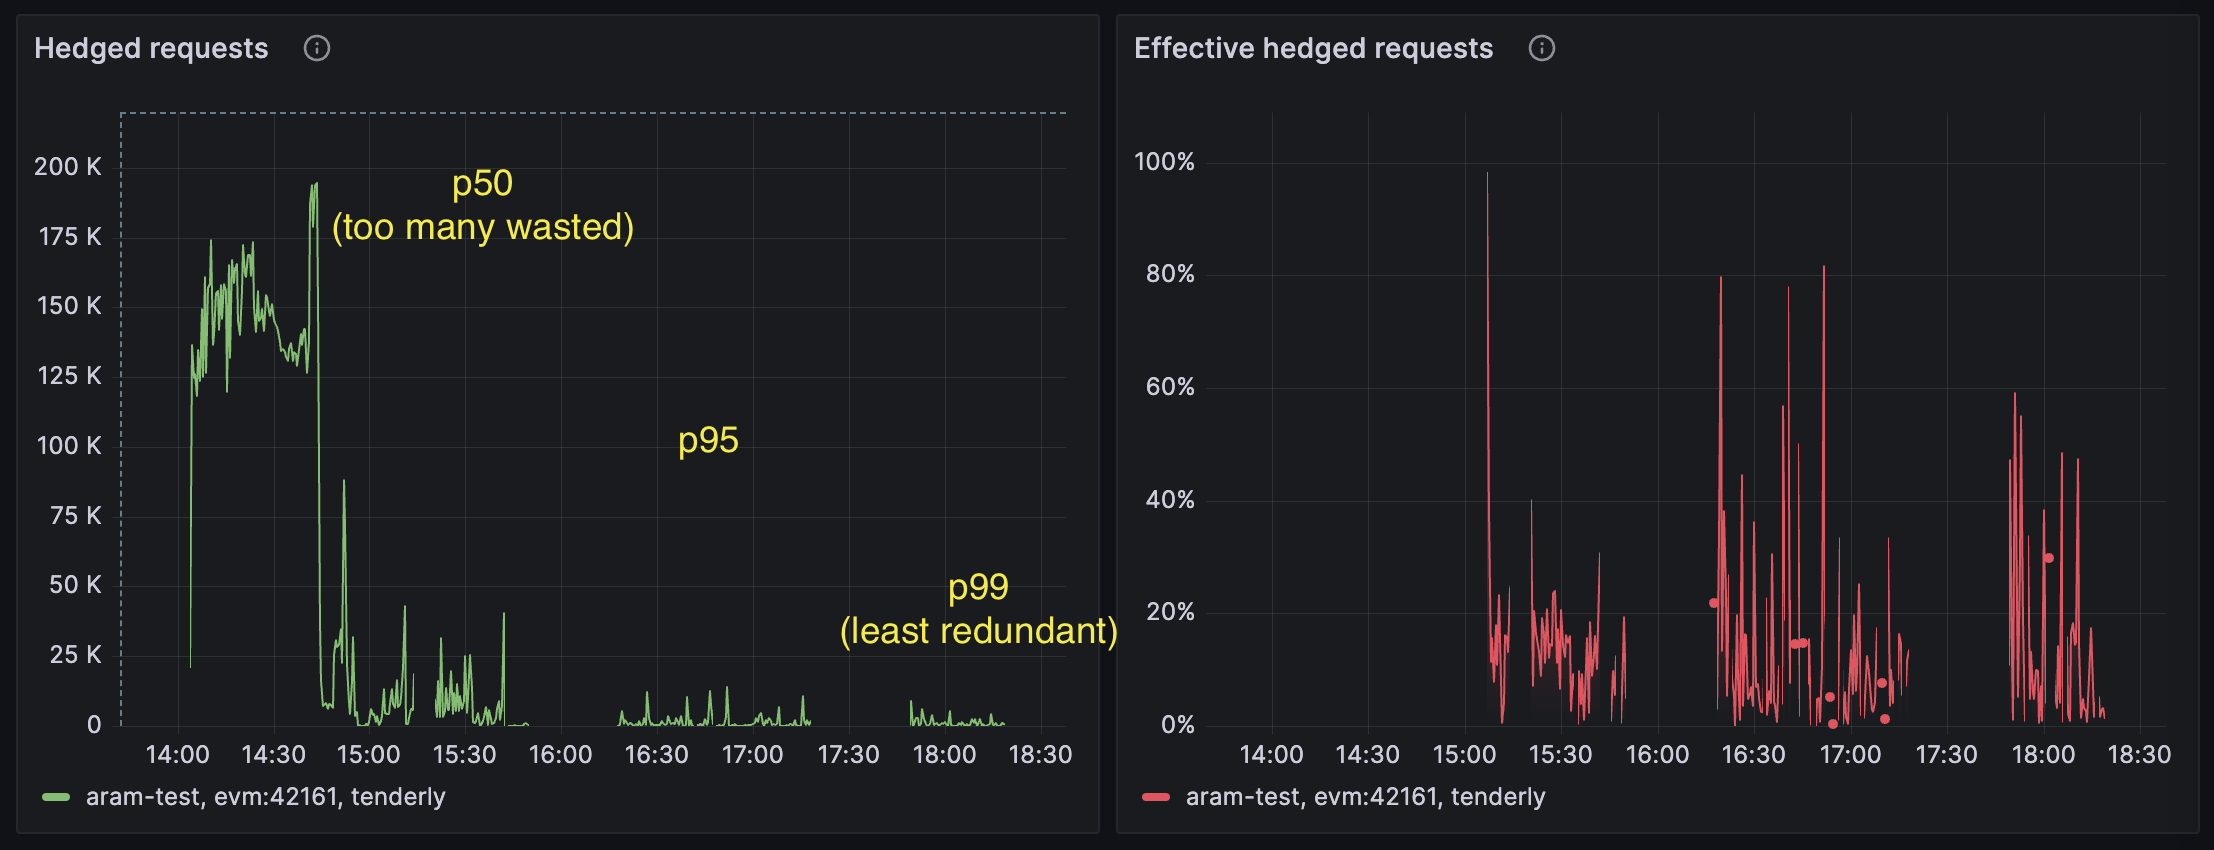 Hedged requests
200 K
175 K
150 K
125 K
100 K
75 K
50 K
25 K
0
p50
(too many wasted)
p95
p99
(least redundant)
14:00 14:30 15:00 15:30 16:00 16:30 17:00 17:30 18:00 18:30
aram-test, evm:42161, tenderly
Effective hedged requests
100%
80%
60%
40%
20%
0%
14:00 14:30 15:00 15:30 16:00 16:30 17:00 17:30 18:00 18:30
aram-test, evm:42161, tenderly